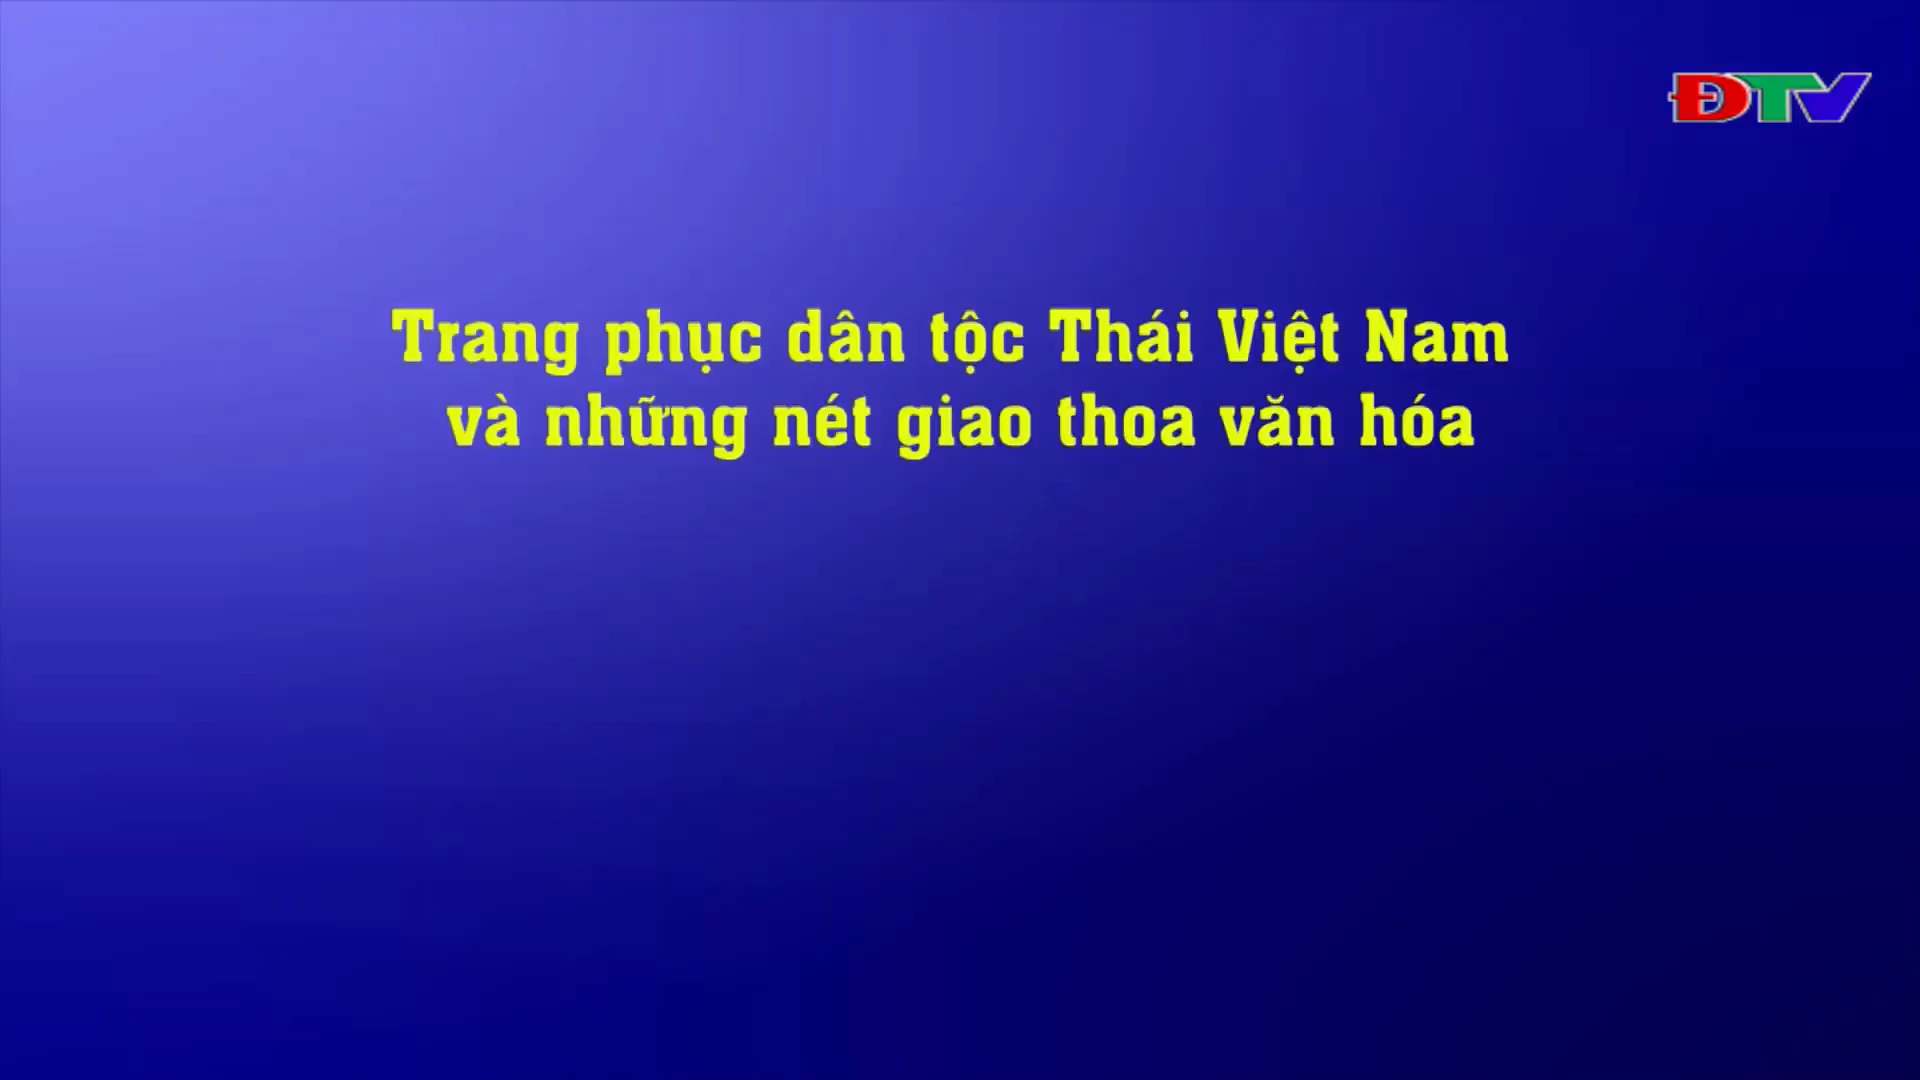 ĐTV
Trang phục dân tộc Thái Việt Nam
và những nét giao thoa văn hóa